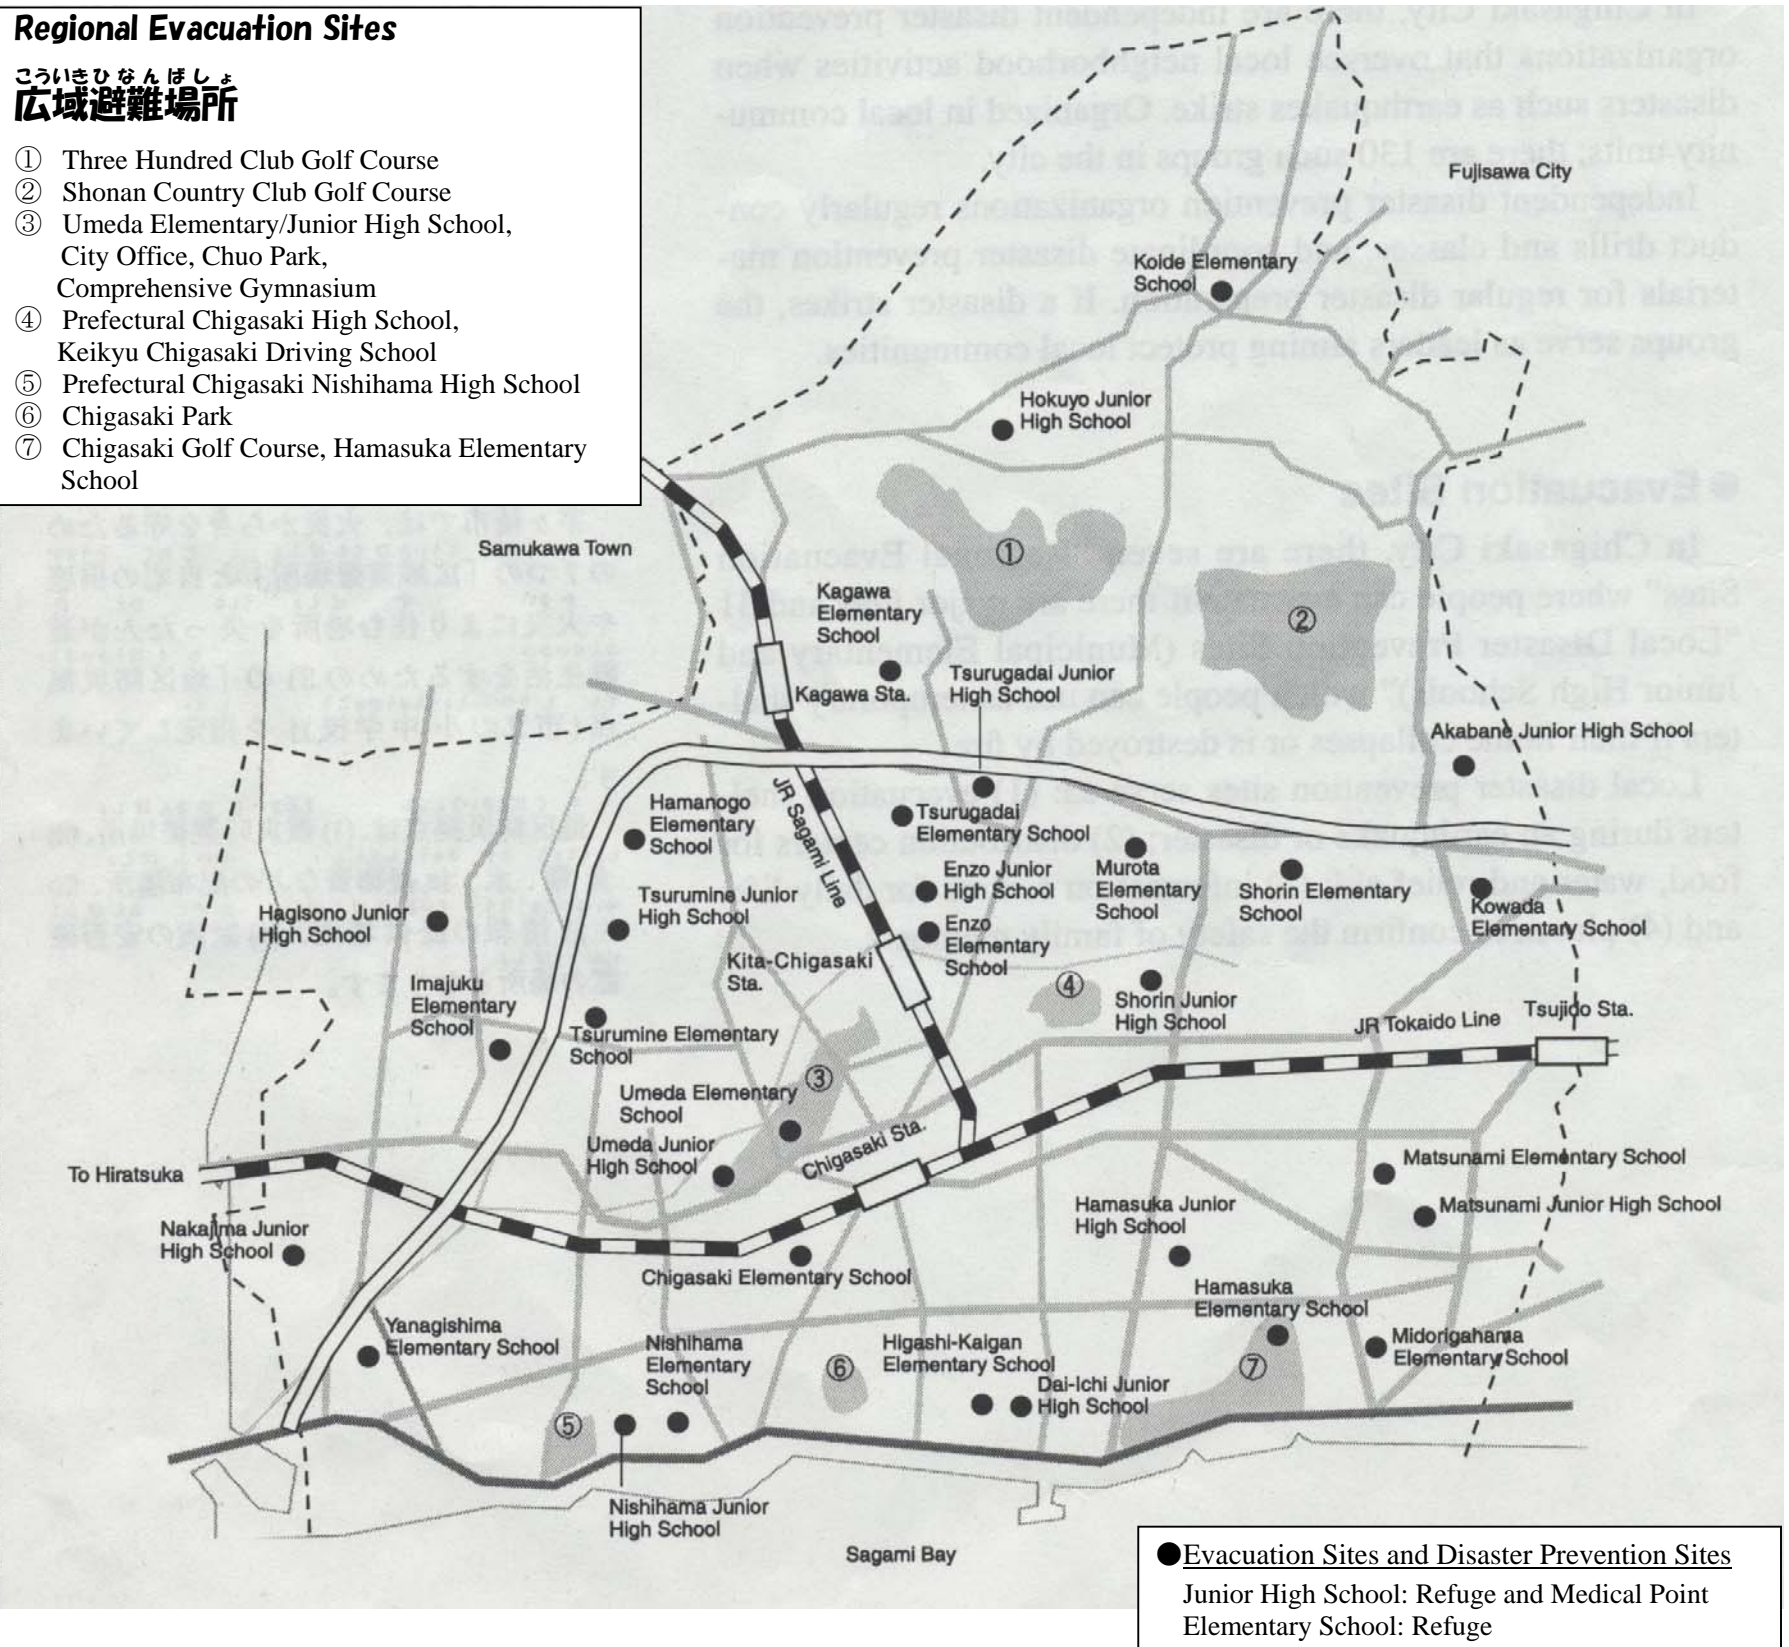 Regional Evacuation Sites
こういきひなんばしょ
広域避難場所
① Three Hundred Club Golf Course
② Shonan Country Club Golf Course
③ Umeda Elementary/Junior High School,
City Office, Chuo Park,
Comprehensive Gymnasium
④ Prefectural Chigasaki High School,
Keikyu Chigasaki Driving School
⑤ Prefectural Chigasaki Nishihama High School
⑥ Chigasaki Park
⑦ Chigasaki Golf Course, Hamasuka Elementary
School
Fujisawa City
Koide Elementary
School
Hokuyo Junior
High School
Samukawa Town
①
②
Kagawa
Elementary
School
Kagawa Sta.
Tsurugadai Junior
High School
Akabane Junior High School
JR Sagami Line
Hamanogo
Elementary
School
Tsurugadai
Elementary School
Enzo Junior
High School
Murota
Elementary
School
Shorin Elementary
School
Kowada
Elementary School
Tsurumine Junior
High School
Hagisono Junior
High School
Enzo
Elementary
School
Kita-Chigasaki
Sta.
④
Imajuku
Elementary
School
Shorin Junior
High School
Tsurumine Elementary
School
JR Tokaido Line
Tsujido Sta.
③
Umeda Elementary
School
Umeda Junior
High School
Chigasaki Sta.
To Hiratsuka
Matsunami Elementary School
Matsunami Junior High School
Hamasuka Junior
High School
Nakajima Junior
High School
Chigasaki Elementary School
Hamasuka
Elementary School
Yanagishima
Elementary School
Nishihama
Elementary
School
Higashi-Kaigan
Elementary School
Midorigahama
Elementary School
⑥
⑦
Dai-Ichi Junior
High School
⑤
Nishihama Junior
High School
Sagami Bay
●Evacuation Sites and Disaster Prevention Sites
Junior High School: Refuge and Medical Point
Elementary School: Refuge